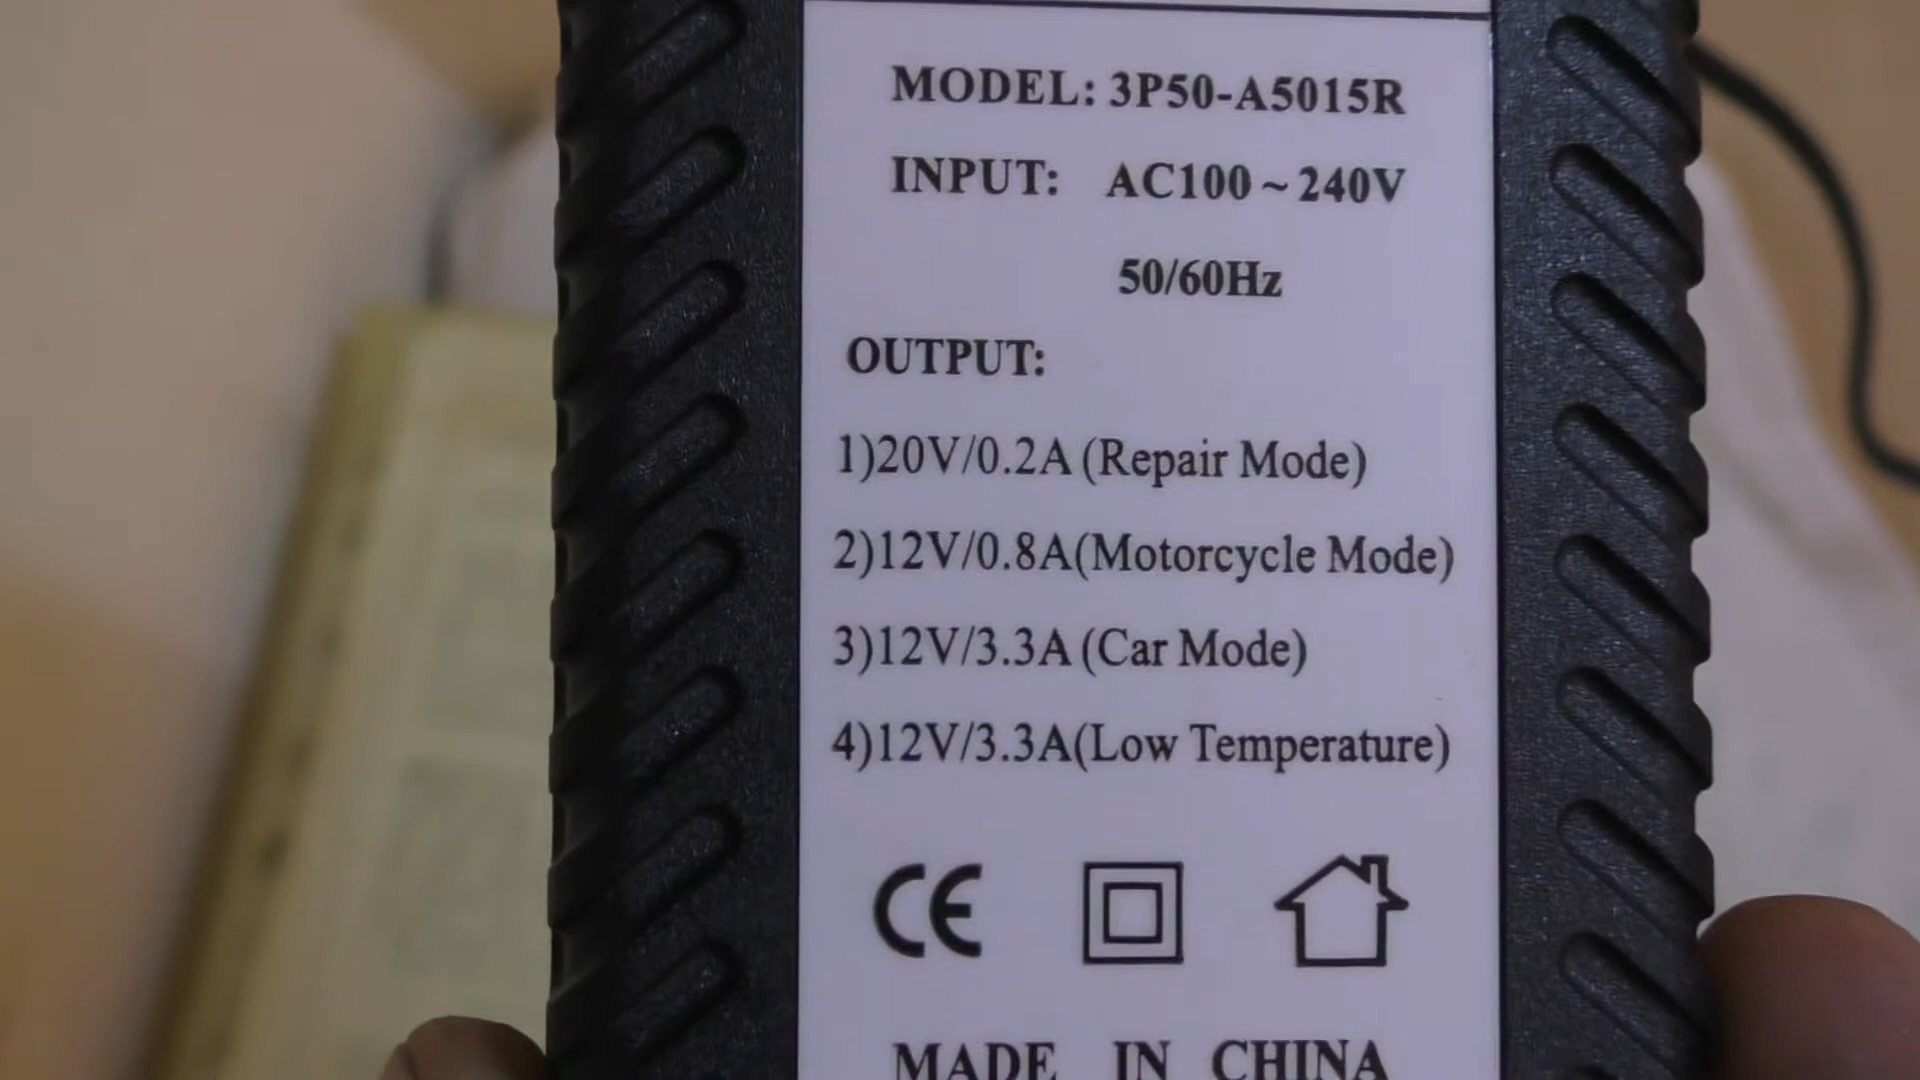 MODEL: 3P50-A5015R
INPUT: AC100 ~ 240V
50/60Hz
OUTPUT:
1)20V/0.2A (Repair Mode)
2)12V/0.8A(Motorcycle Mode)
3)12V/3.3A (Car Mode)
4)12V/3.3A(Low Temperature)
CE
MADE IN CHINA